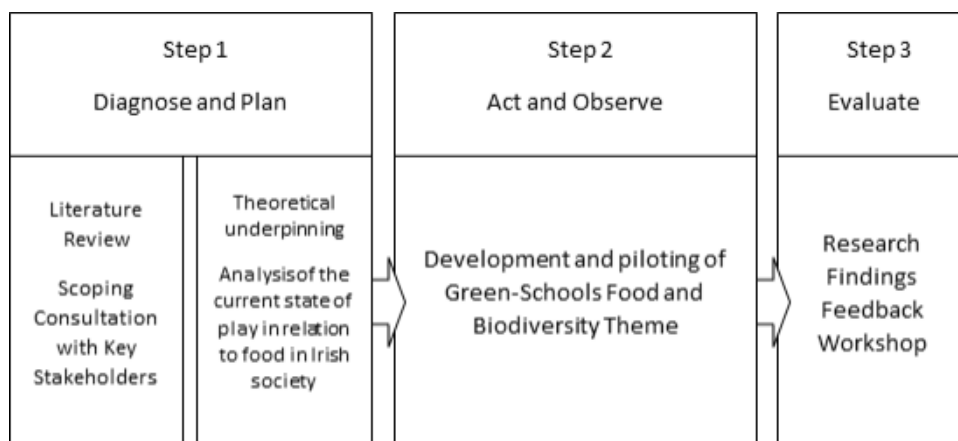 Step 1
Diagnose and Plan
Step 2
Act and Observe
Step 3
Evaluate
Literature
Review
Scoping
Consultation
with Key
Stakeholders
Theoretical
underpinning
Analysisof the
current state of
play in relation
to food in Irish
society
Development and piloting of
Green-Schools Food and
Biodiversity Theme
Research
Findings
Feedback
Workshop